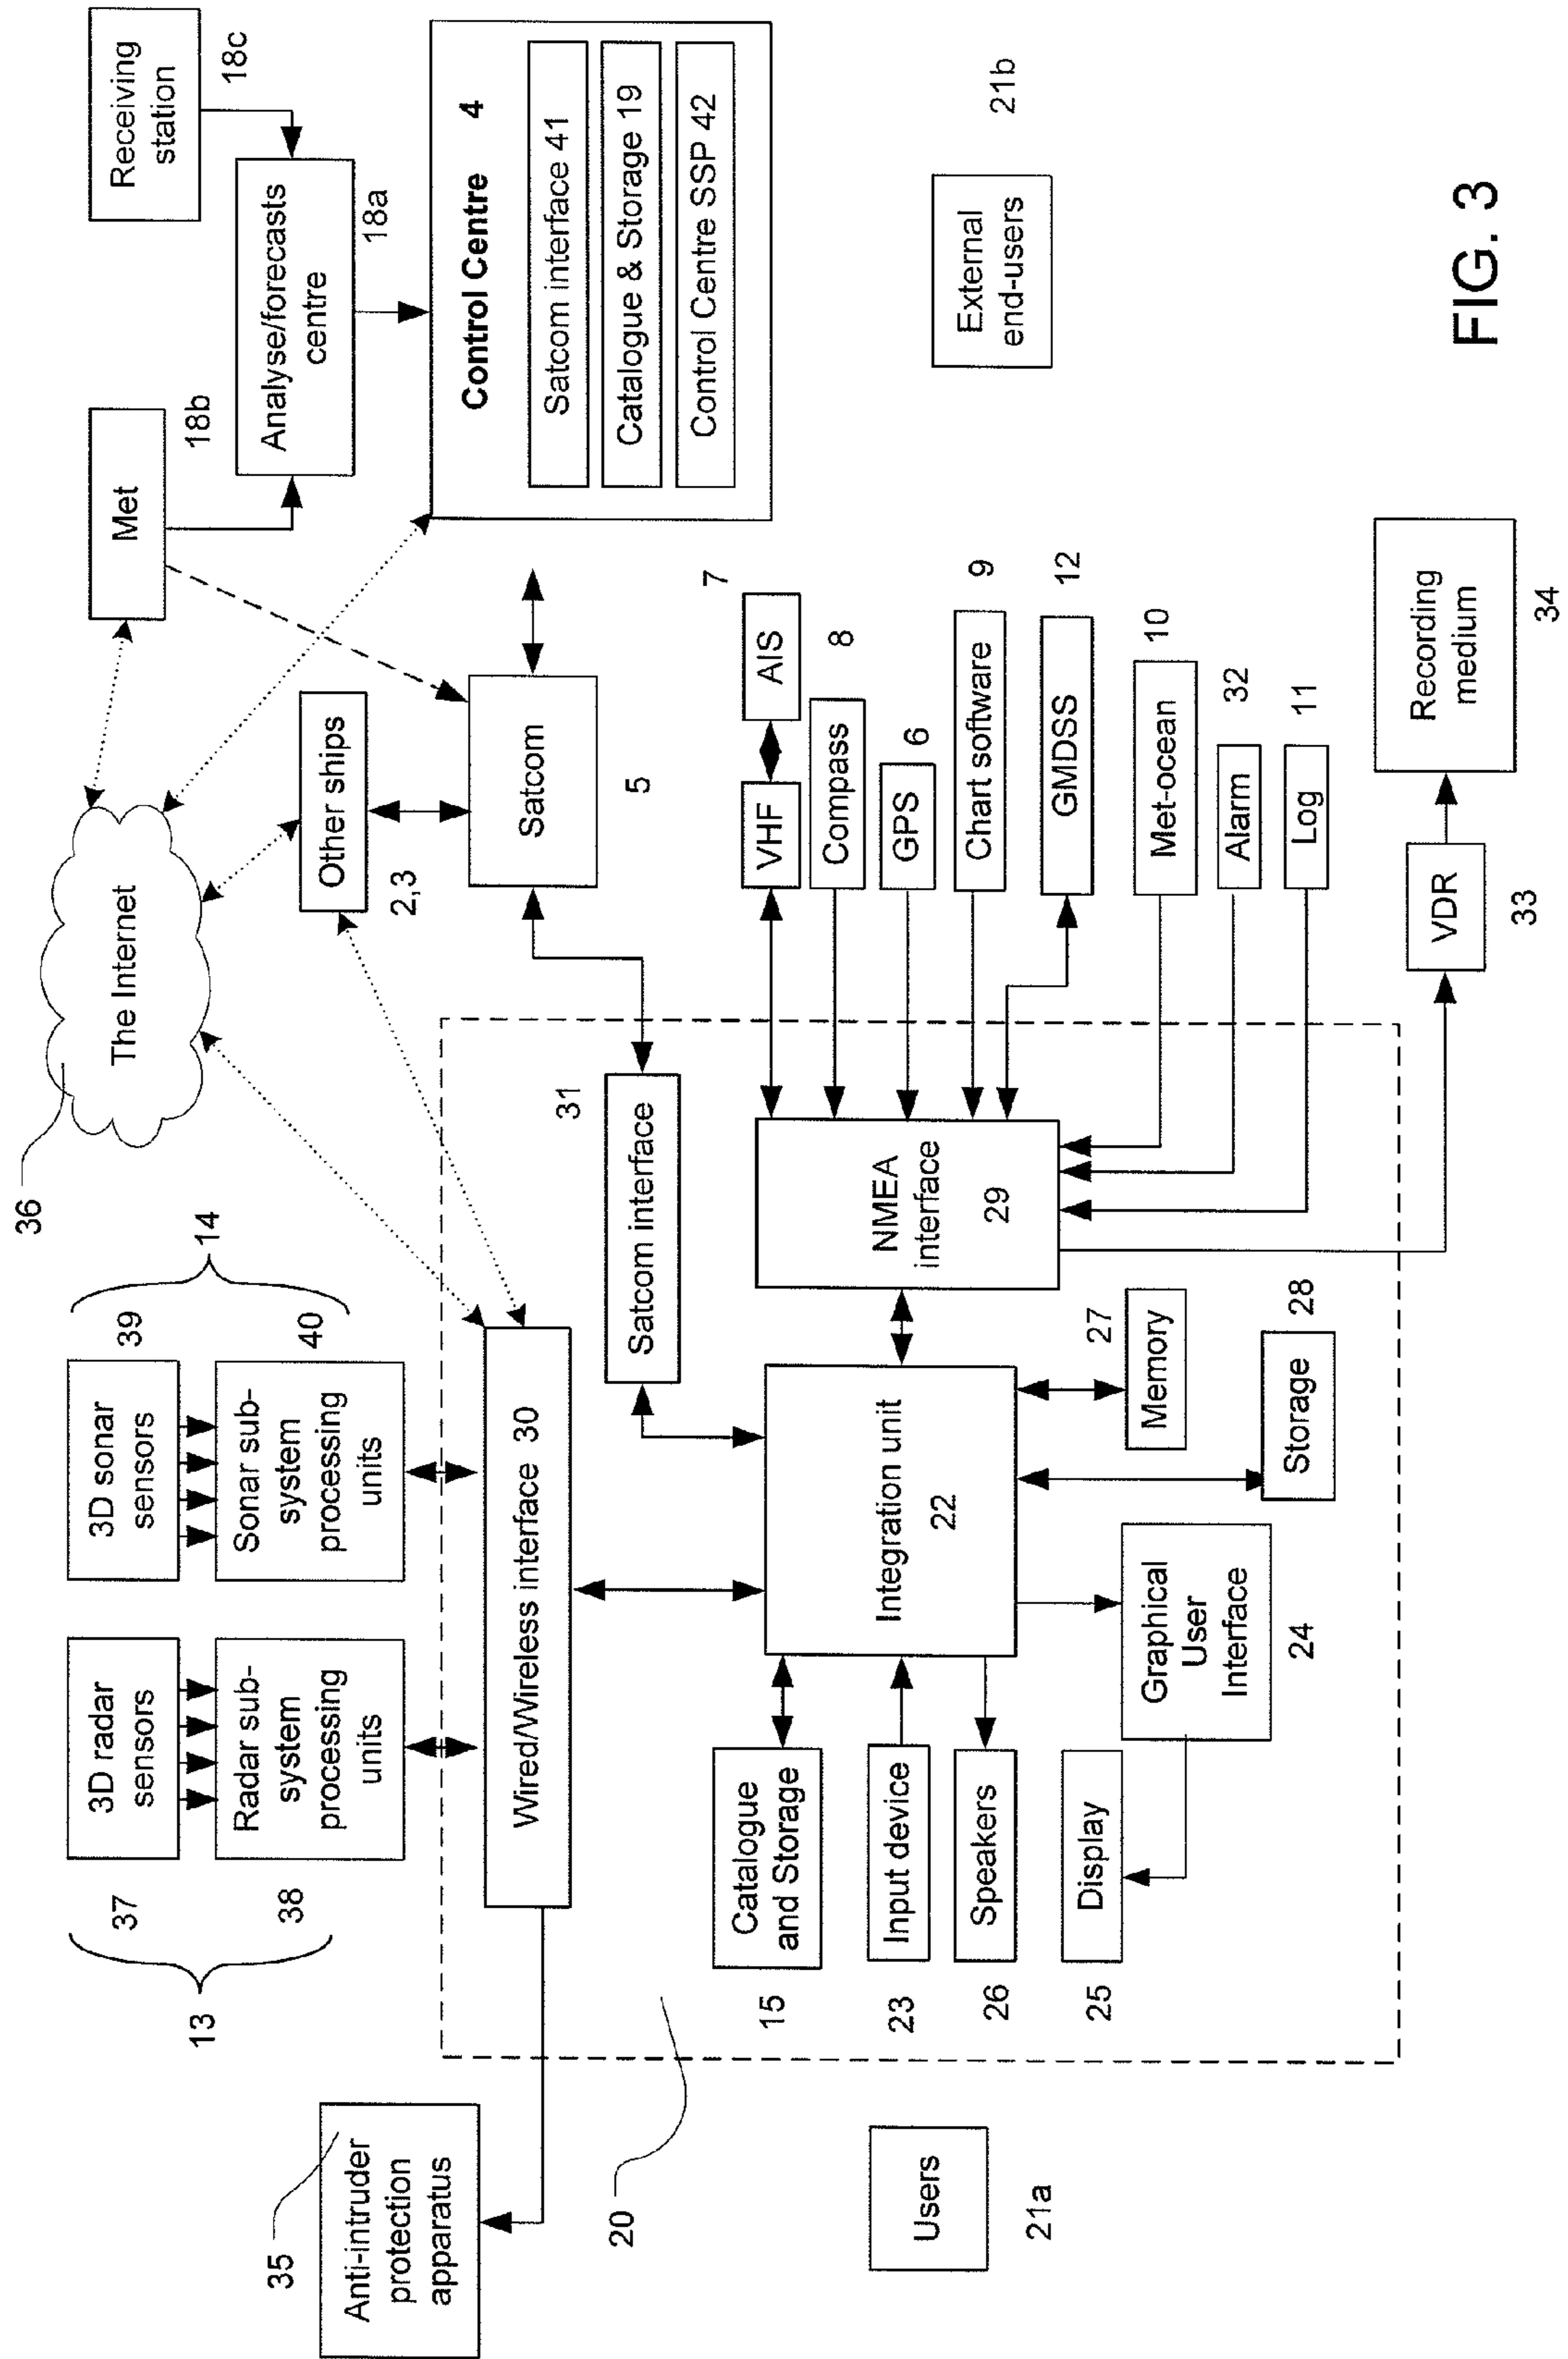 36
The Internet
Met
18b
Receiving
station
18c
Analyse/forecasts
centre
18a
Control Centre 4
Satcom interface 41
Catalogue & Storage 19
Control Centre SSP 42
Other ships
2,3
Satcom
5
13
37
3D radar
sensors
38
Radar sub-
system
processing
units
14
39
3D sonar
sensors
40
Sonar sub-
system
processing
units
35
Anti-intruder
protection
apparatus
Wired/Wireless interface 30
31
Satcom interface
20
Users
21a
External
end-users
21b
Catalogue
and Storage
15
Input device
23
Speakers
26
Display
25
Graphical
User
Interface
24
Integration unit
22
Memory
27
Storage
28
NMEA
interface
29
VHF
AIS
7
Compass
8
GPS
6
Chart software
9
GMDSS
12
Met-ocean
10
Alarm
32
Log
11
VDR
33
Recording
medium
34
FIG. 3